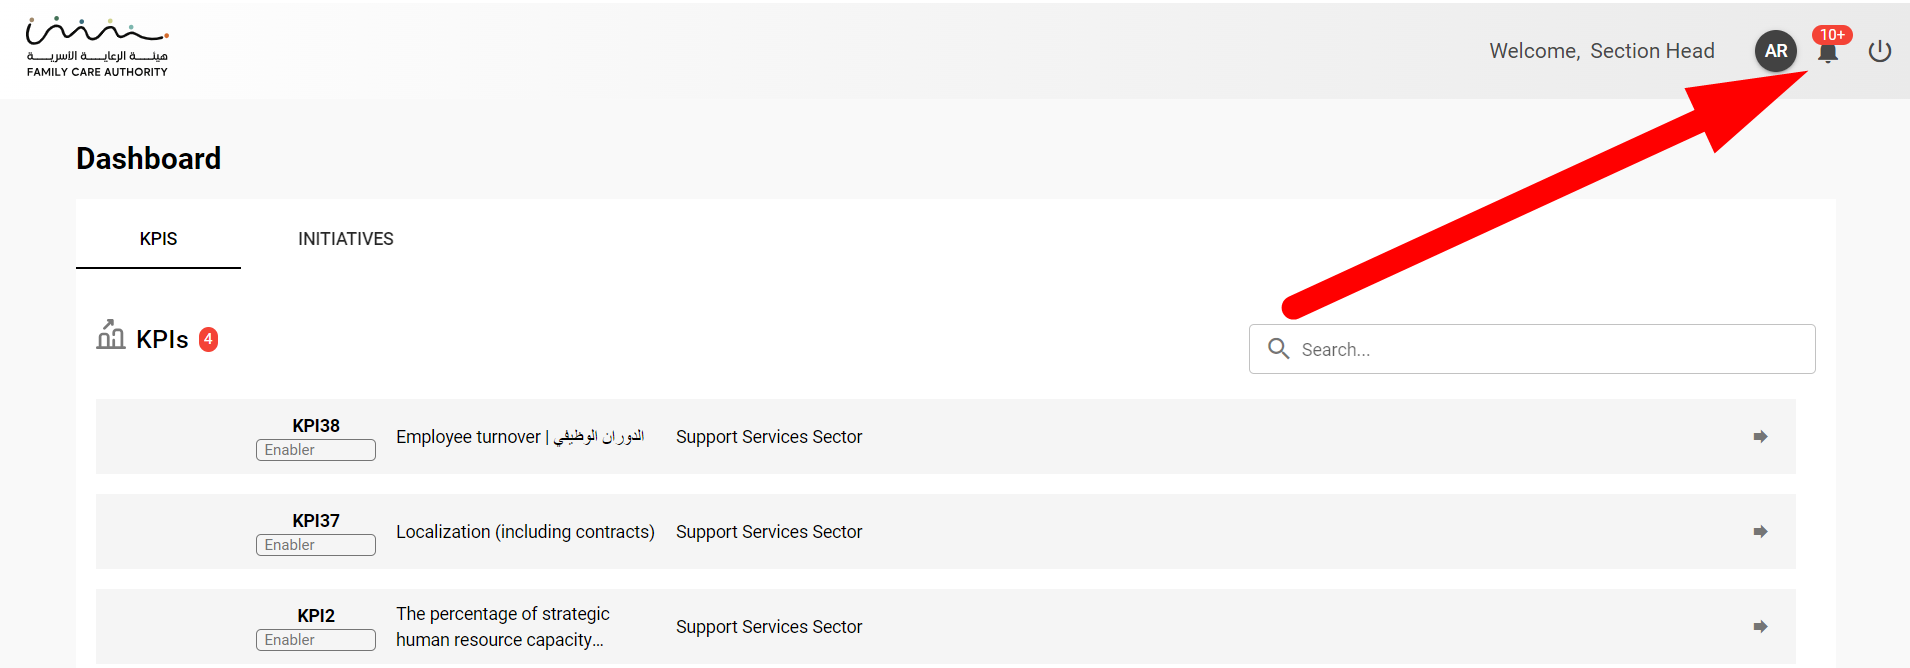 هيئة الرعاية الأسرية
FAMILY CARE AUTHORITY
Welcome, Section Head
AR
10+
Dashboard
KPIS
INITIATIVES
KPIs 4
Search...
KPI38
Enabler
Employee turnover | الدوران الوظيفي
Support Services Sector
KPI37
Enabler
Localization (including contracts)
Support Services Sector
KPI2
Enabler
The percentage of strategic
human resource capacity...
Support Services Sector